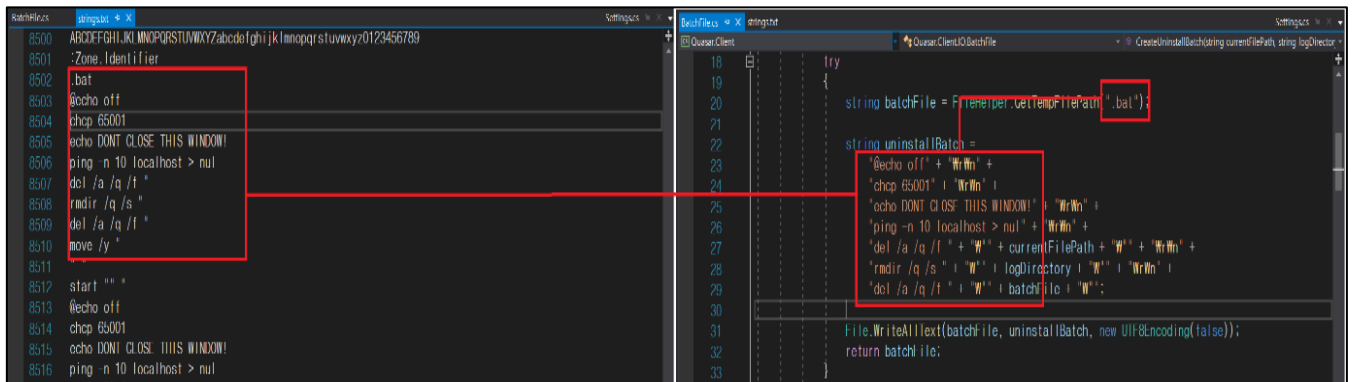 BatchFile.cs strings.txt Settings.cs
8500 ABCDEFGHIJKLMNOPQRSTUVWXYZabcdefghijklmnopqrstuvwxyz0123456789
8501 :Zone.Identifier
8502 .bat
8503 @echo off
8504 chcp 65001
8505 echo DONT CLOSE THIS WINDOW!
8506 ping -n 10 localhost > nul
8507 del /a /q /f "
8508 rmdir /q /s "
8509 del /a /q /f "
8510 move /y "
8511 " "
8512 start "" "
8513 @echo off
8514 chcp 65001
8515 echo DONT CLOSE THIS WINDOW!
8516 ping -n 10 localhost > nul
BatchFile.cs strings.txt Settings.cs
Quasar.Client Quasar.Client.IO.BatchFile CreateUninstallBatch(string currentFilePath, string logDirector
18 try
19 {
20 string batchFile = FileHelper.GetTempFilePath(".bat");
21
22 string uninstallBatch =
23 "@echo off" + "₩r₩n" +
24 "chcp 65001" + "₩r₩n" +
25 "echo DONT CLOSE THIS WINDOW!" + "₩r₩n" +
26 "ping -n 10 localhost > nul" + "₩r₩n" +
27 "del /a /q /f " + "₩"" + currentFilePath + "₩"" + "₩r₩n" +
28 "rmdir /q /s " + "₩"" + logDirectory + "₩"" + "₩r₩n" +
29 "del /a /q /f " + "₩"" + batchFile + "₩"";
30
31 File.WriteAllText(batchFile, uninstallBatch, new UTF8Encoding(false));
32 return batchFile;
33 }